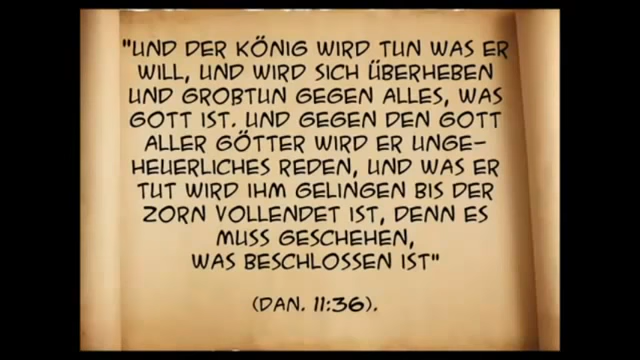 "UND DER KÖNIG WIRD TUN WAS ER
WILL, UND WIRD SICH ÜBERHEBEN
UND GROßTUN GEGEN ALLES, WAS
GOTT IST. UND GEGEN DEN GOTT
ALLER GÖTTER WIRD ER UNGE-
HEUERLICHES REDEN, UND WAS ER
TUT WIRD IHM GELINGEN BIS DER
ZORN VOLLENDET IST, DENN ES
MUSS GESCHEHEN,
WAS BESCHLOSSEN IST"
(DAN. 11:36).